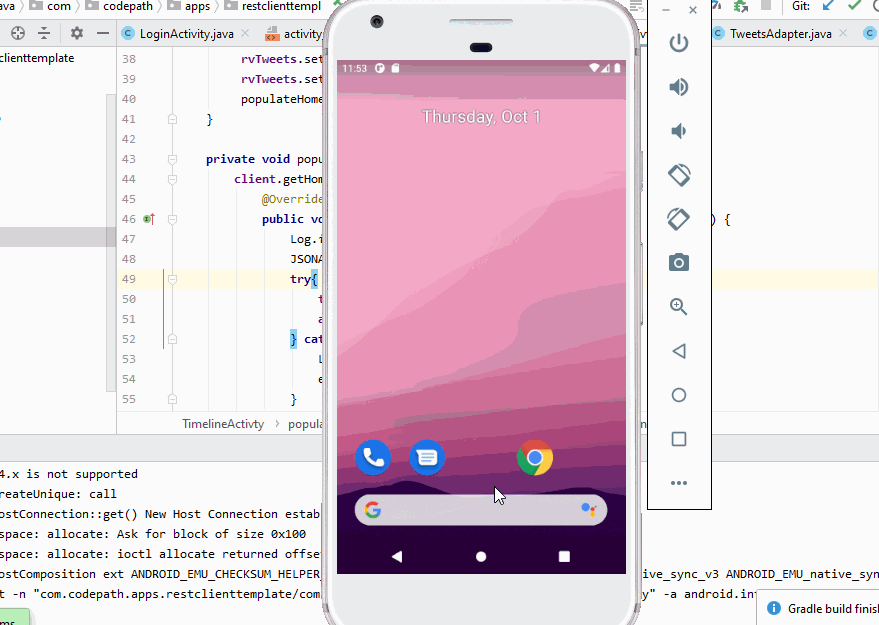 ava > com > codepath > apps > restclienttempl
Git:
LoginActivity.java
activity
TweetsAdapter.java
clienttemplate
38 rvTweets.set
39 rvTweets.set
40 populateHome
41 }
42
43 private void popu
44 client.getHom
45 @Override
46 public vo ) {
47 Log.i
48 JSONA
49 try{
50 t
51 a
52 } cat
53 L
54 e
55 }
TimelineActivty > popula
11:53
Thursday, Oct 1
4.x is not supported
reateUnique: call
ostConnection::get() New Host Connection estab
space: allocate: Ask for block of size 0x100
space: allocate: ioctl allocate returned offse
ostComposition ext ANDROID_EMU_CHECKSUM_HELPER_ ive_sync_v3 ANDROID_EMU_native_syn
t -n "com.codepath.apps.restclienttemplate/com y" -a android.in
Gradle build finish